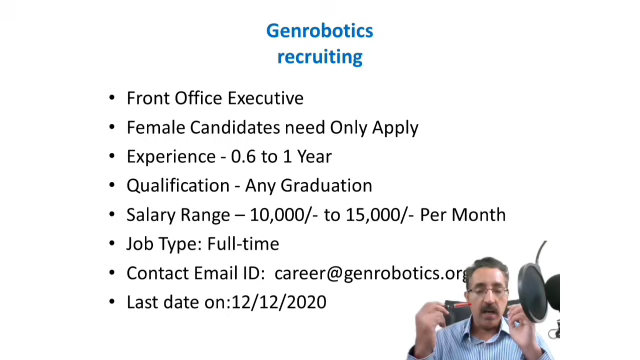 Genrobotics
recruiting
• Front Office Executive
• Female Candidates need Only Apply
• Experience - 0.6 to 1 Year
• Qualification - Any Graduation
• Salary Range – 10,000/- to 15,000/- Per Month
• Job Type: Full-time
• Contact Email ID: career@genrobotics.org
• Last date on:12/12/2020